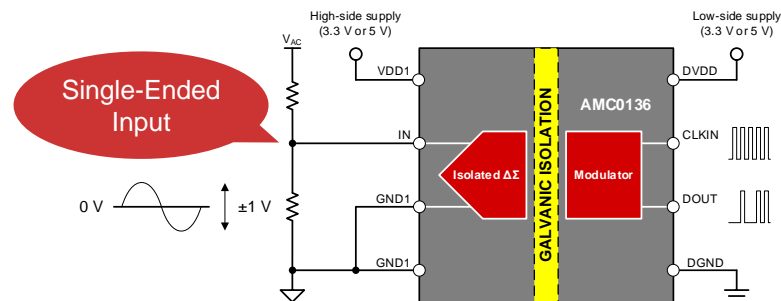 High-side supply
(3.3 V or 5 V)
Low-side supply
(3.3 V or 5 V)
VAC
VDD1
DVDD
Single-Ended
Input
AMC0136
GALVANIC ISOLATION
IN
CLKIN
Isolated ΔΣ
Modulator
0 V
±1 V
GND1
DOUT
GND1
DGND